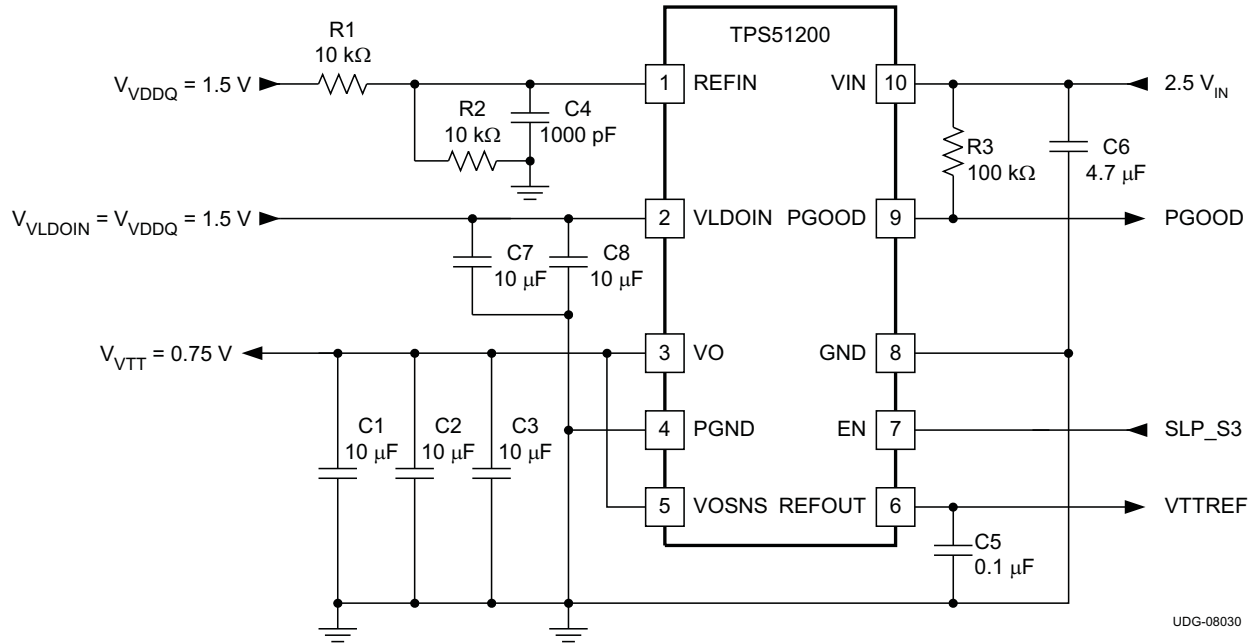 TPS51200
R1
10 kΩ
V_VDDQ = 1.5 V
1
REFIN
VIN
10
2.5 V_IN
R2
10 kΩ
C4
1000 pF
R3
100 kΩ
C6
4.7 μF
V_VLDOIN = V_VDDQ = 1.5 V
2
VLDOIN
PGOOD
9
PGOOD
C7
10 μF
C8
10 μF
V_VTT = 0.75 V
3
VO
GND
8
C1
10 μF
C2
10 μF
C3
10 μF
4
PGND
EN
7
SLP_S3
5
VOSNS
REFOUT
6
VTTREF
C5
0.1 μF
UDG-08030